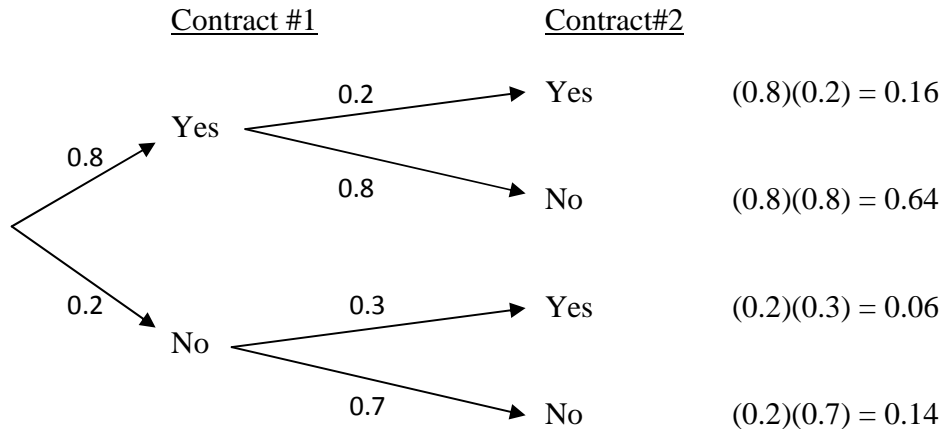 Contract #1 Contract#2
0.2 Yes (0.8)(0.2) = 0.16
Yes
0.8
0.8 No (0.8)(0.8) = 0.64
0.2 0.3 Yes (0.2)(0.3) = 0.06
No
0.7 No (0.2)(0.7) = 0.14